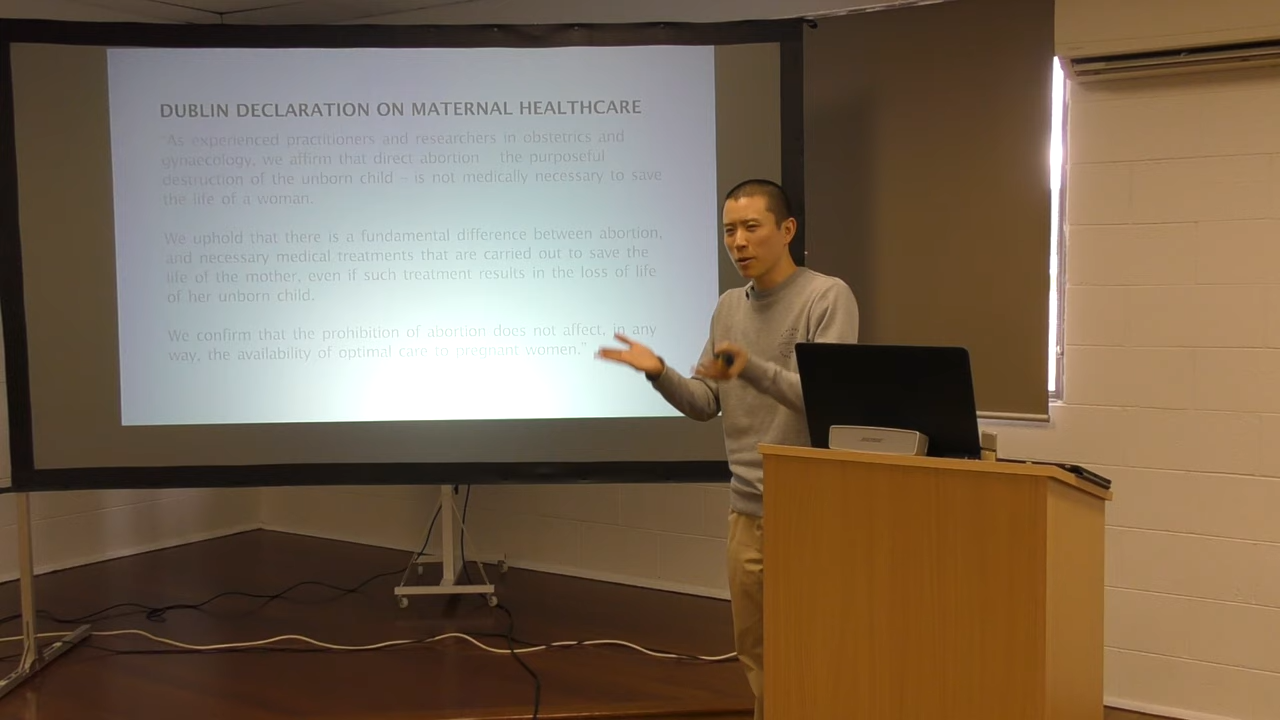 DUBLIN DECLARATION ON MATERNAL HEALTHCARE
"As experienced practitioners and researchers in obstetrics and
gynaecology, we affirm that direct abortion – the purposeful
destruction of the unborn child – is not medically necessary to save
the life of a woman.
We uphold that there is a fundamental difference between abortion,
and necessary medical treatments that are carried out to save the
life of the mother, even if such treatment results in the loss of life
of her unborn child.
We confirm that the prohibition of abortion does not affect, in any
way, the availability of optimal care to pregnant women."
BOSE